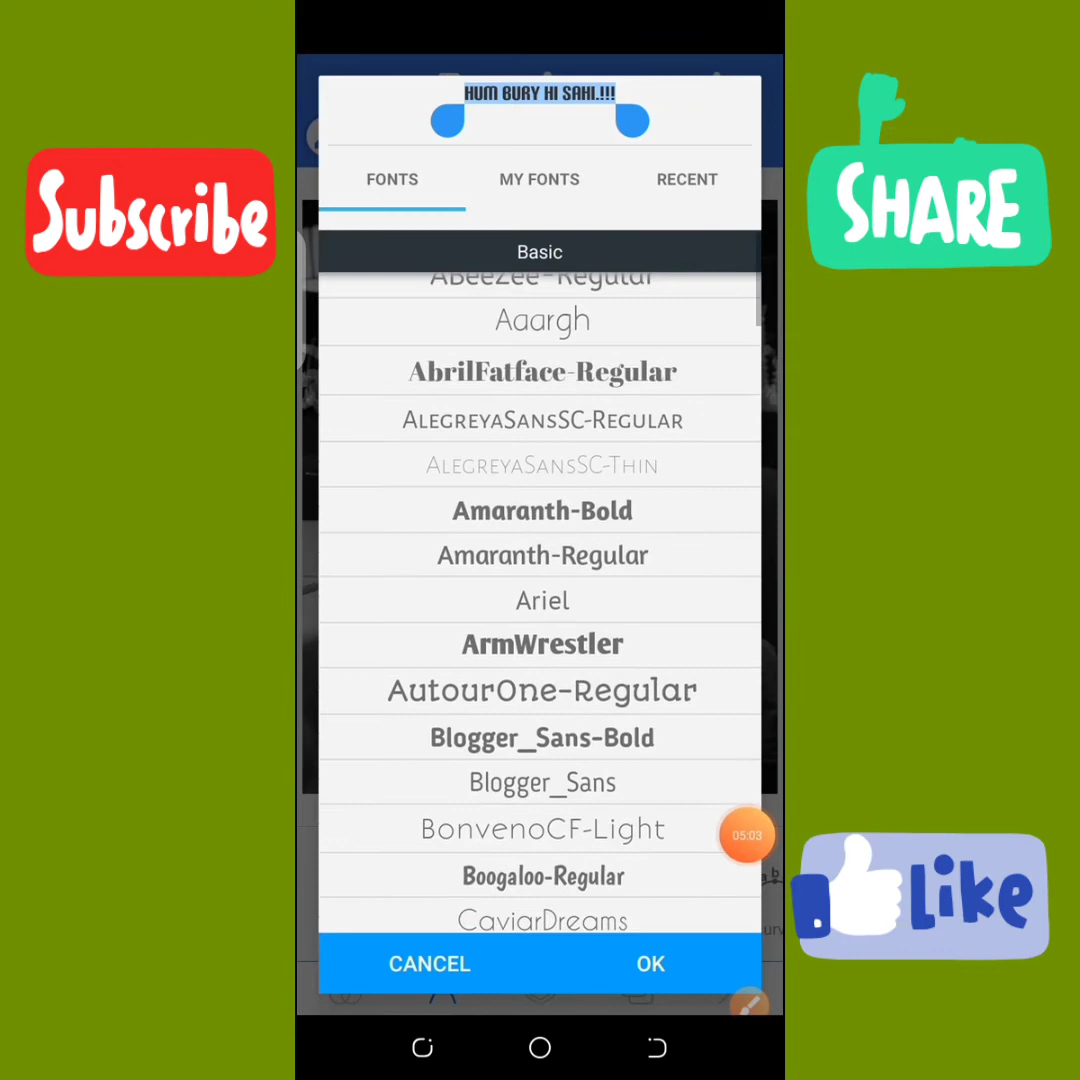 HUM BURY HI SAHI.!!!
Subscribe
SHARE
FONTS MY FONTS RECENT
Basic
ABeeZee-Regular
Aaargh
AbrilFatface-Regular
AlegreyaSansSC-Regular
AlegreyaSansSC-Thin
Amaranth-Bold
Amaranth-Regular
Ariel
ArmWrestler
AutourOne-Regular
Blogger_Sans-Bold
Blogger_Sans
BonvenoCF-Light
05:03
Boogaloo-Regular
Like
CaviarDreams
CANCEL OK